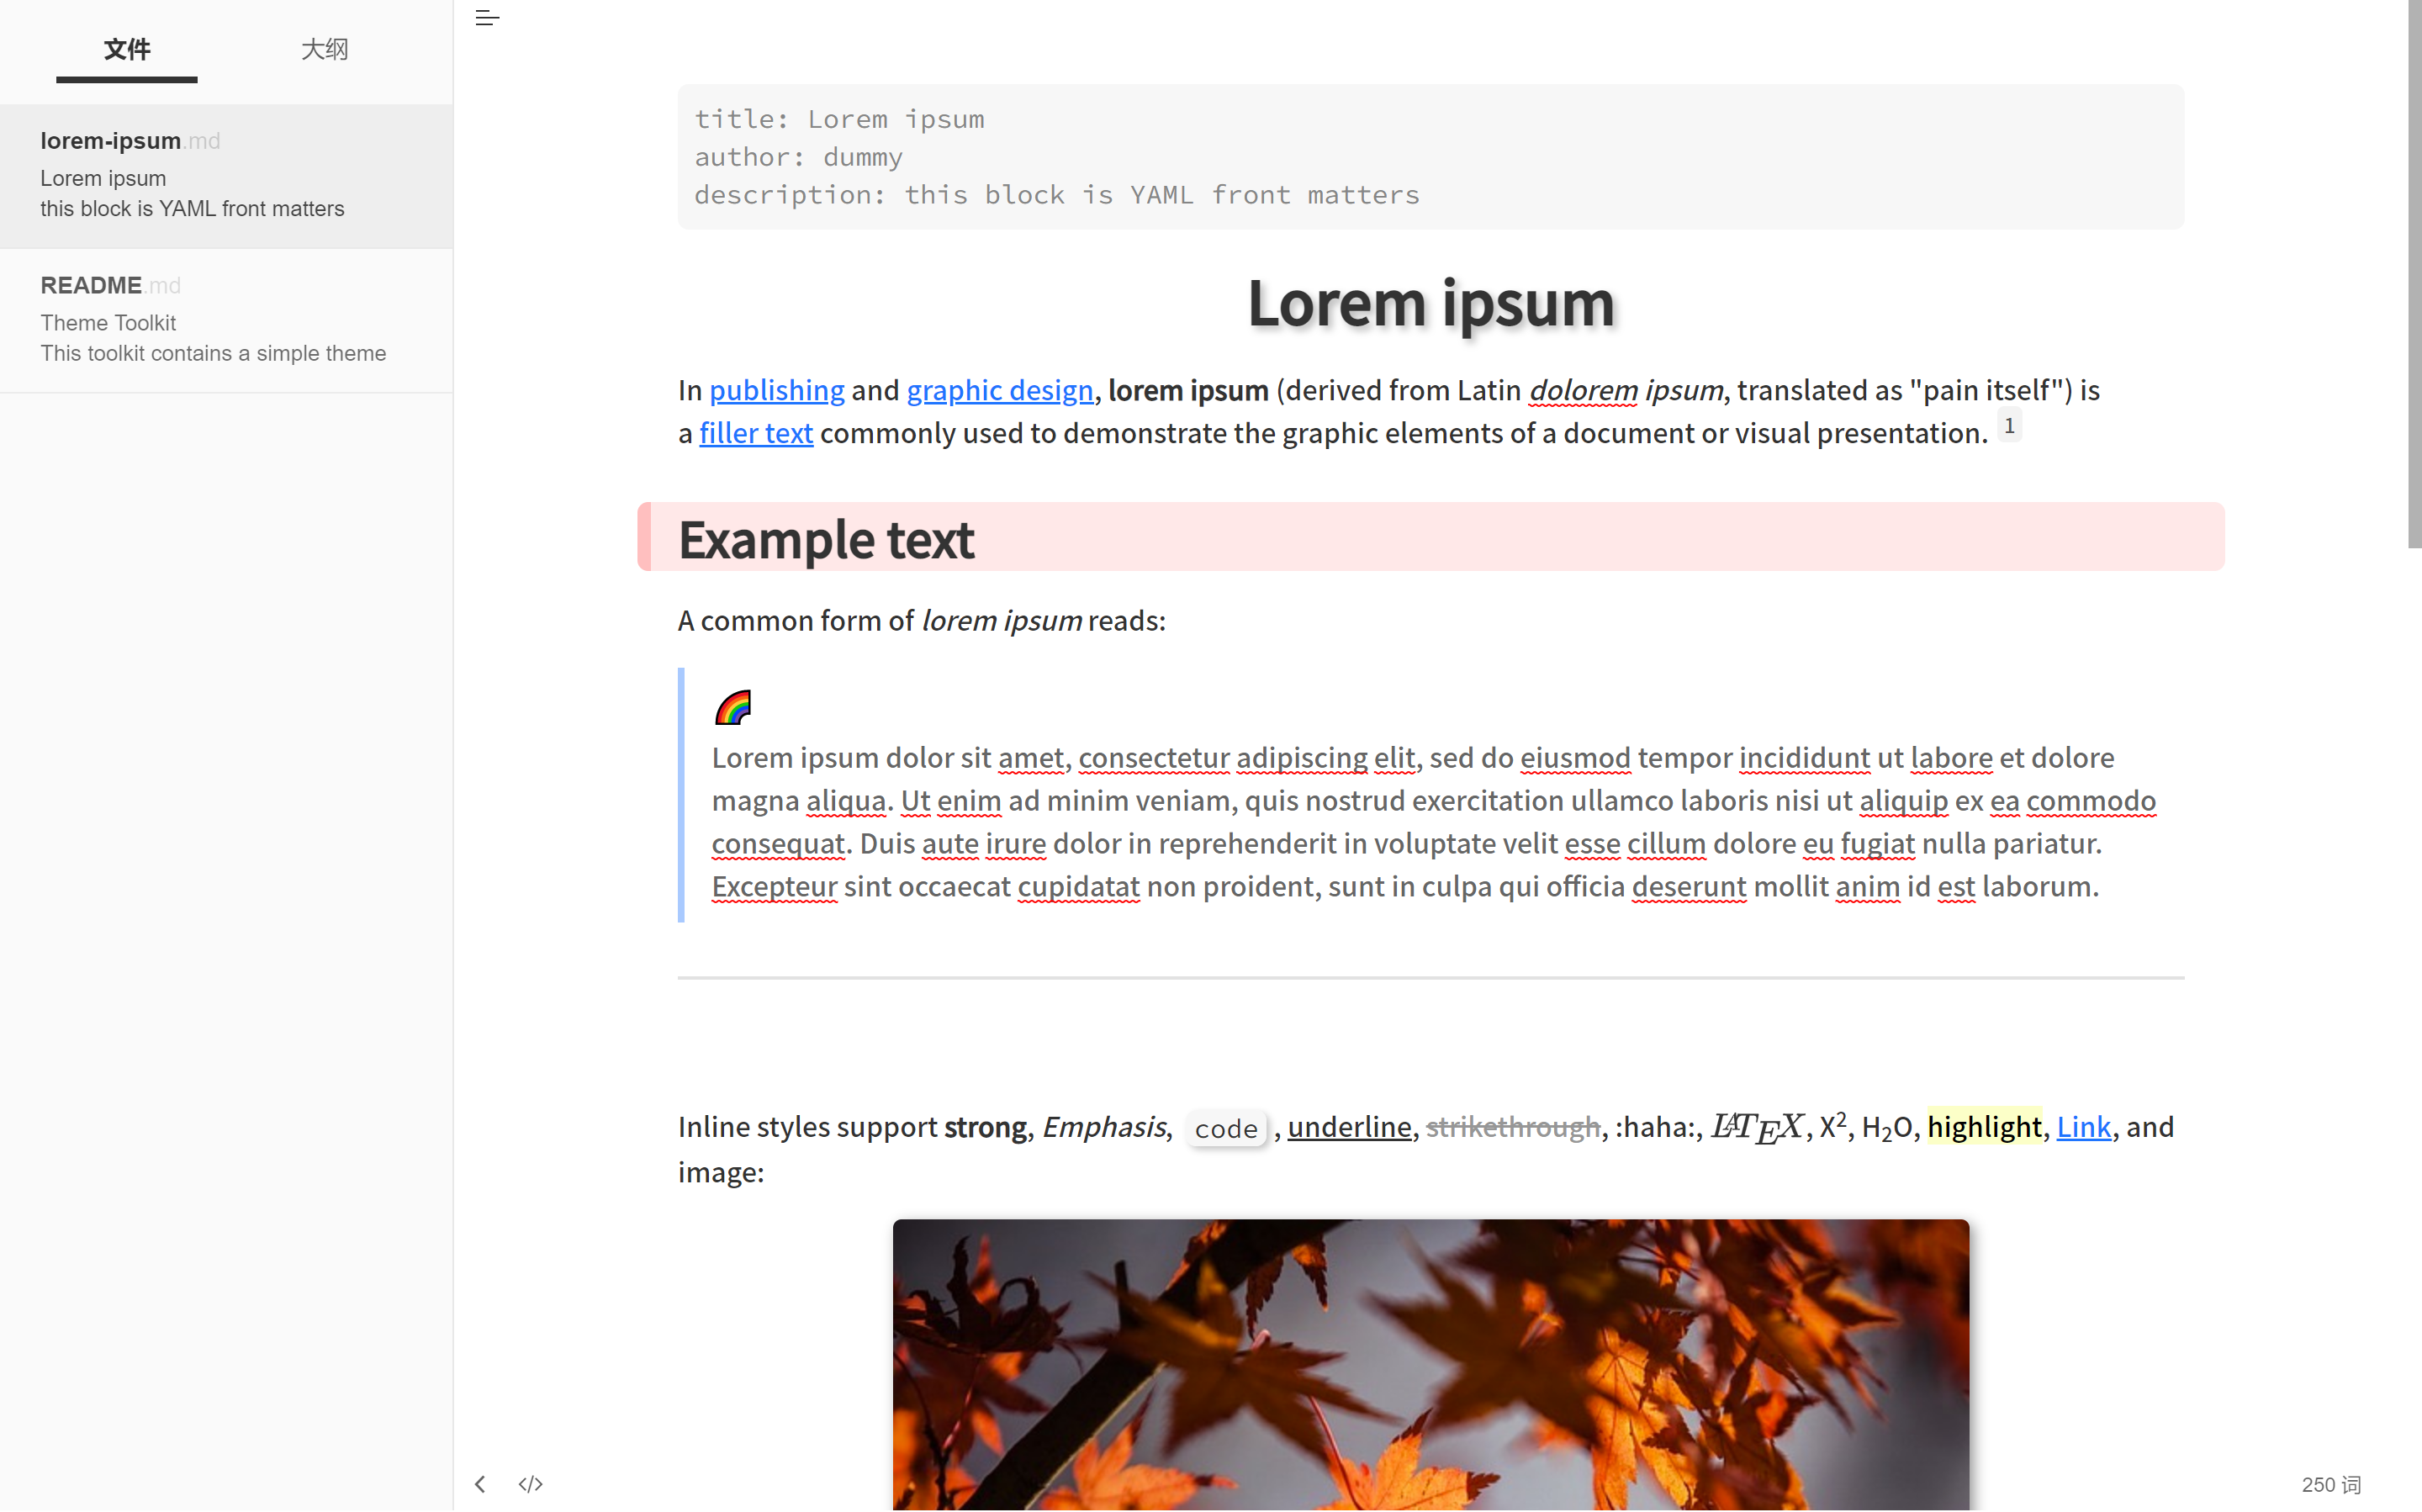 文件 大纲
lorem-ipsum.md
Lorem ipsum
this block is YAML front matters
README.md
Theme Toolkit
This toolkit contains a simple theme
title: Lorem ipsum
author: dummy
description: this block is YAML front matters
Lorem ipsum
In publishing and graphic design, lorem ipsum (derived from Latin dolorem ipsum, translated as "pain itself") is
a filler text commonly used to demonstrate the graphic elements of a document or visual presentation. 1
Example text
A common form of lorem ipsum reads:
🌈
Lorem ipsum dolor sit amet, consectetur adipiscing elit, sed do eiusmod tempor incididunt ut labore et dolore
magna aliqua. Ut enim ad minim veniam, quis nostrud exercitation ullamco laboris nisi ut aliquip ex ea commodo
consequat. Duis aute irure dolor in reprehenderit in voluptate velit esse cillum dolore eu fugiat nulla pariatur.
Excepteur sint occaecat cupidatat non proident, sunt in culpa qui officia deserunt mollit anim id est laborum.
Inline styles support strong, Emphasis, code, underline, strikethrough, :haha:, LATEX, X², H₂O, highlight, Link, and
image:
</> 250 词